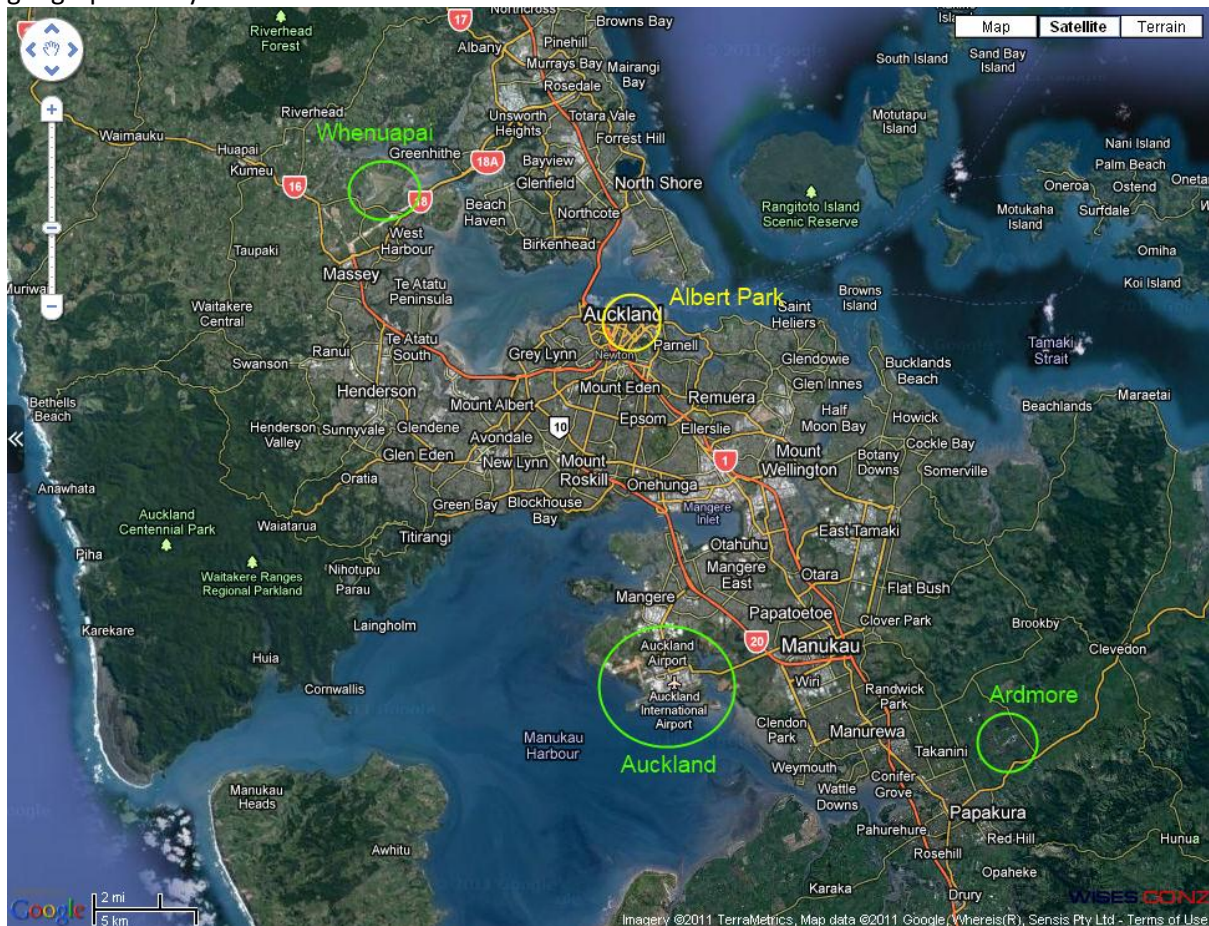 Northcross
Browns Bay
Map Satellite Terrain
17
Riverhead
Forest
Albany
Pinehill
Murrays Bay
Mairangi
Bay
Rosedale
South Island
Sand Bay
Island
Riverhead
Unsworth
Heights
Totara Vale
Motutapu
Island
Waimauku
Whenuapai
Huapai
Kumeu
Greenhithe
18A
Bayview
Forrest Hill
Nani Island
Palm Beach
16
18
Glenfield
North Shore
Rangitoto Island
Scenic Reserve
Oneroa
Ostend
Motukaha
Island
Surfdale
Beach
Haven
Northcote
West
Harbour
Birkenhead
Taupaki
Omiha
Massey
Te Atatu
Peninsula
Koi Island
Waitakere
Central
Albert Park
Browns
Island
Auckland
Saint
Heliers
Te Atatu
South
Swanson
Ranui
Grey Lynn
Newton
Parnell
Glendowie
Tamaki
Strait
Henderson
Mount Eden
Remuera
Glen Innes
Bucklands
Beach
Bethells
Beach
Mount Albert
Epsom
Half
Moon Bay
Howick
Beachlands
Maraetai
Henderson
Valley
Sunnyvale
Glendene
10
Ellerslie
Avondale
Cockle Bay
Glen Eden
New Lynn
Mount
Roskill
1
Mount
Wellington
Botany
Downs
Somerville
Oratia
Onehunga
Anawhata
Green Bay
Blockhouse
Bay
Mangere
Inlet
Auckland
Centennial Park
Waiatarua
Titirangi
East Tamaki
Piha
Otahuhu
Mangere
East
Waitakere Ranges
Regional Parkland
Nihotupu
Parau
Otara
Flat Bush
Mangere
Papatoetoe
Karekare
Laingholm
Clover Park
Brookby
20
Manukau
Clevedon
Huia
Auckland
Airport
Cornwallis
Wiri
Auckland
International
Airport
Randwick
Park
Ardmore
Manukau
Harbour
Clendon
Park
Manurewa
Takanini
Auckland
Weymouth
Conifer
Grove
Manukau
Heads
Wattle
Downs
Papakura
Pahurehure
Red Hill
Hunua
Awhitu
Rosehill
Opaheke
Karaka
Drury
2 mi
5 km
Google
WISES.CO.NZ
Imagery ©2011 TerraMetrics, Map data ©2011 Google, Whereis(R), Sensis Pty Ltd - Terms of Use